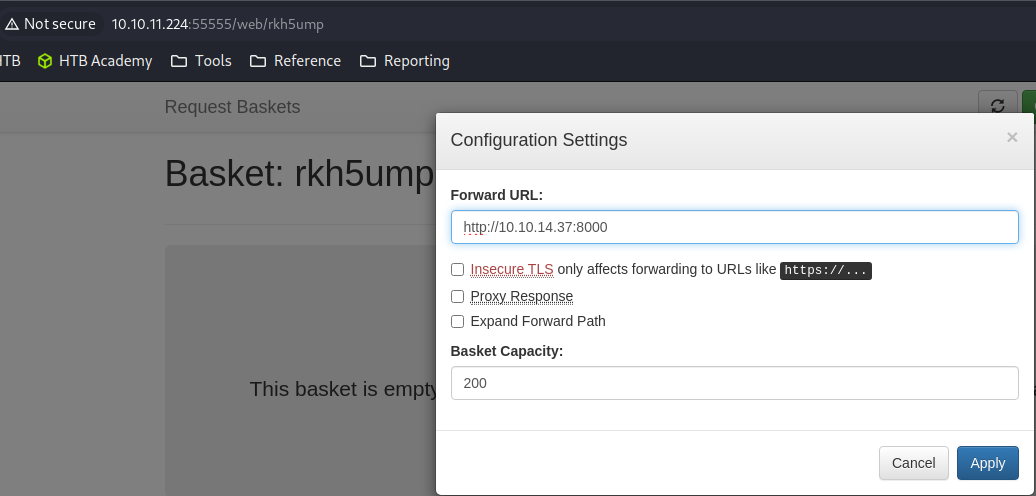 Not secure 10.10.11.224:55555/web/rkh5ump
HTB Academy Tools Reference Reporting
Request Baskets
Configuration Settings ×
Basket: rkh5ump
Forward URL:
http://10.10.14.37:8000
Insecure TLS only affects forwarding to URLs like https://...
Proxy Response
Expand Forward Path
Basket Capacity:
This basket is empty
200
Cancel Apply